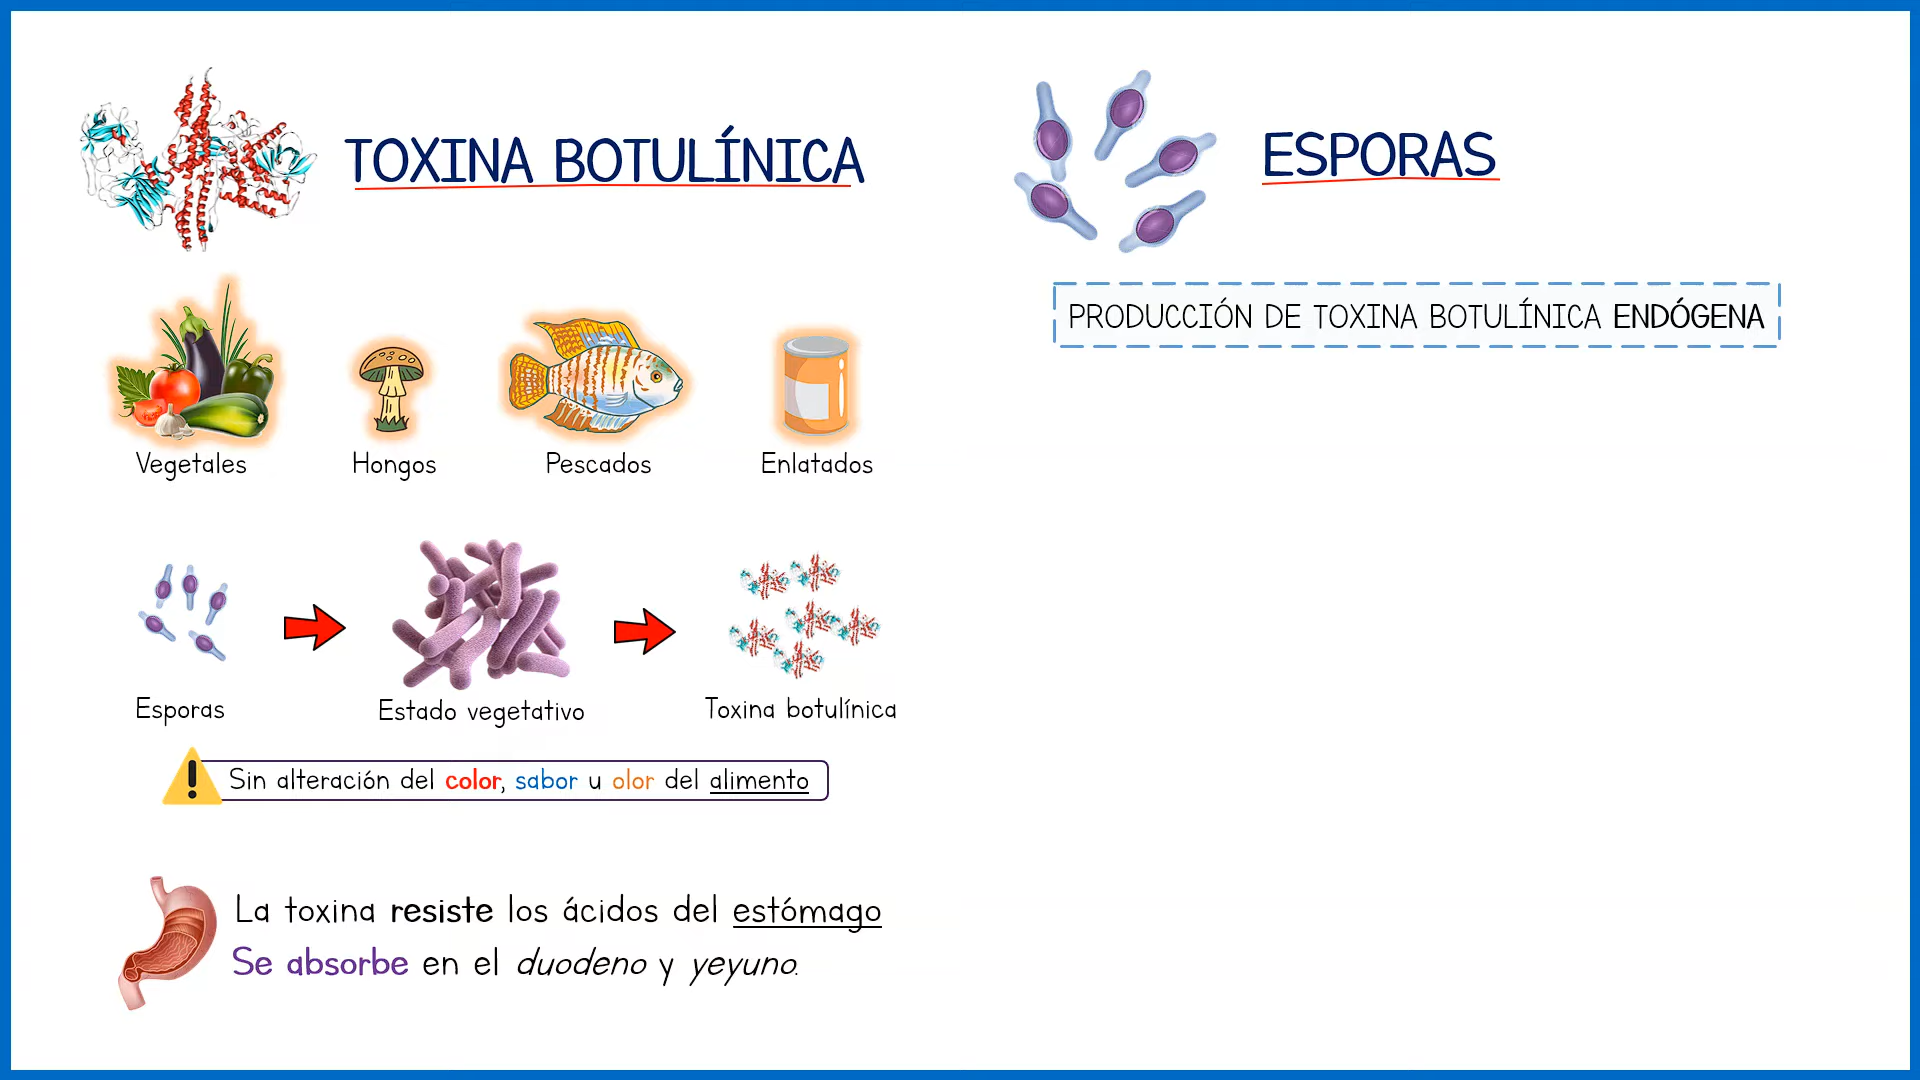 TOXINA BOTULÍNICA
Vegetales
Hongos
Pescados
Enlatados
Esporas
Estado vegetativo
Toxina botulínica
Sin alteración del color, sabor u olor del alimento
La toxina resiste los ácidos del estómago
Se absorbe en el duodeno y yeyuno.
ESPORAS
PRODUCCIÓN DE TOXINA BOTULÍNICA ENDÓGENA